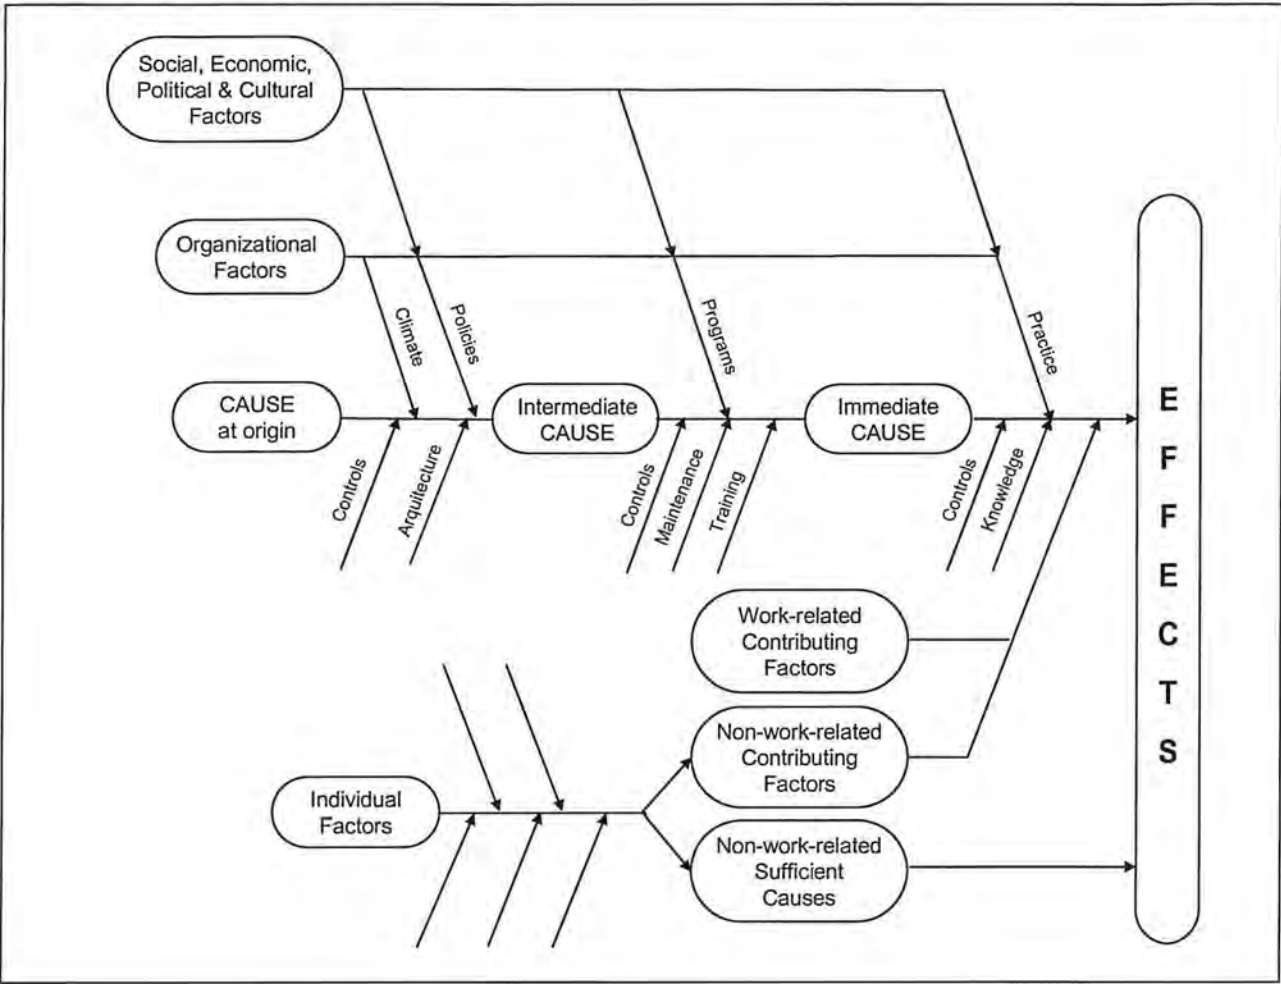 Social, Economic,
Political & Cultural
Factors
Organizational
Factors
Climate
Policies
Programs
Practice
CAUSE
at origin
Intermediate
CAUSE
Immediate
CAUSE
Controls
Arquitecture
Controls
Maintenance
Training
Controls
Knowledge
Work-related
Contributing
Factors
Non-work-related
Contributing
Factors
Individual
Factors
Non-work-related
Sufficient
Causes
EFFECTS